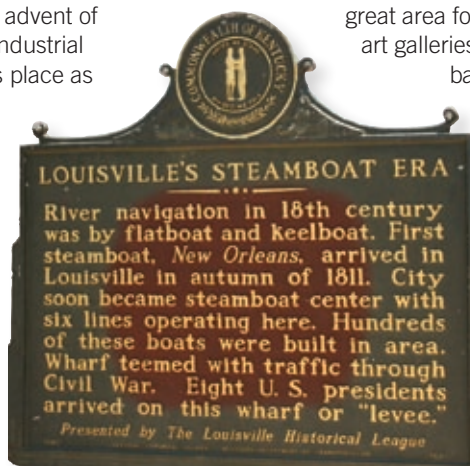 advent of
ndustrial
s place as
great area fo
art galleries
ba
COMMONWEALTH OF KENTUCKY
LOUISVILLE'S STEAMBOAT ERA
River navigation in 18th century
was by flatboat and keelboat. First
steamboat, New Orleans, arrived in
Louisville in autumn of 1811. City
soon became steamboat center with
six lines operating here. Hundreds
of these boats were built in area.
Wharf teemed with traffic through
Civil War. Eight U. S. presidents
arrived on this wharf or "levee."
Presented by The Louisville Historical League